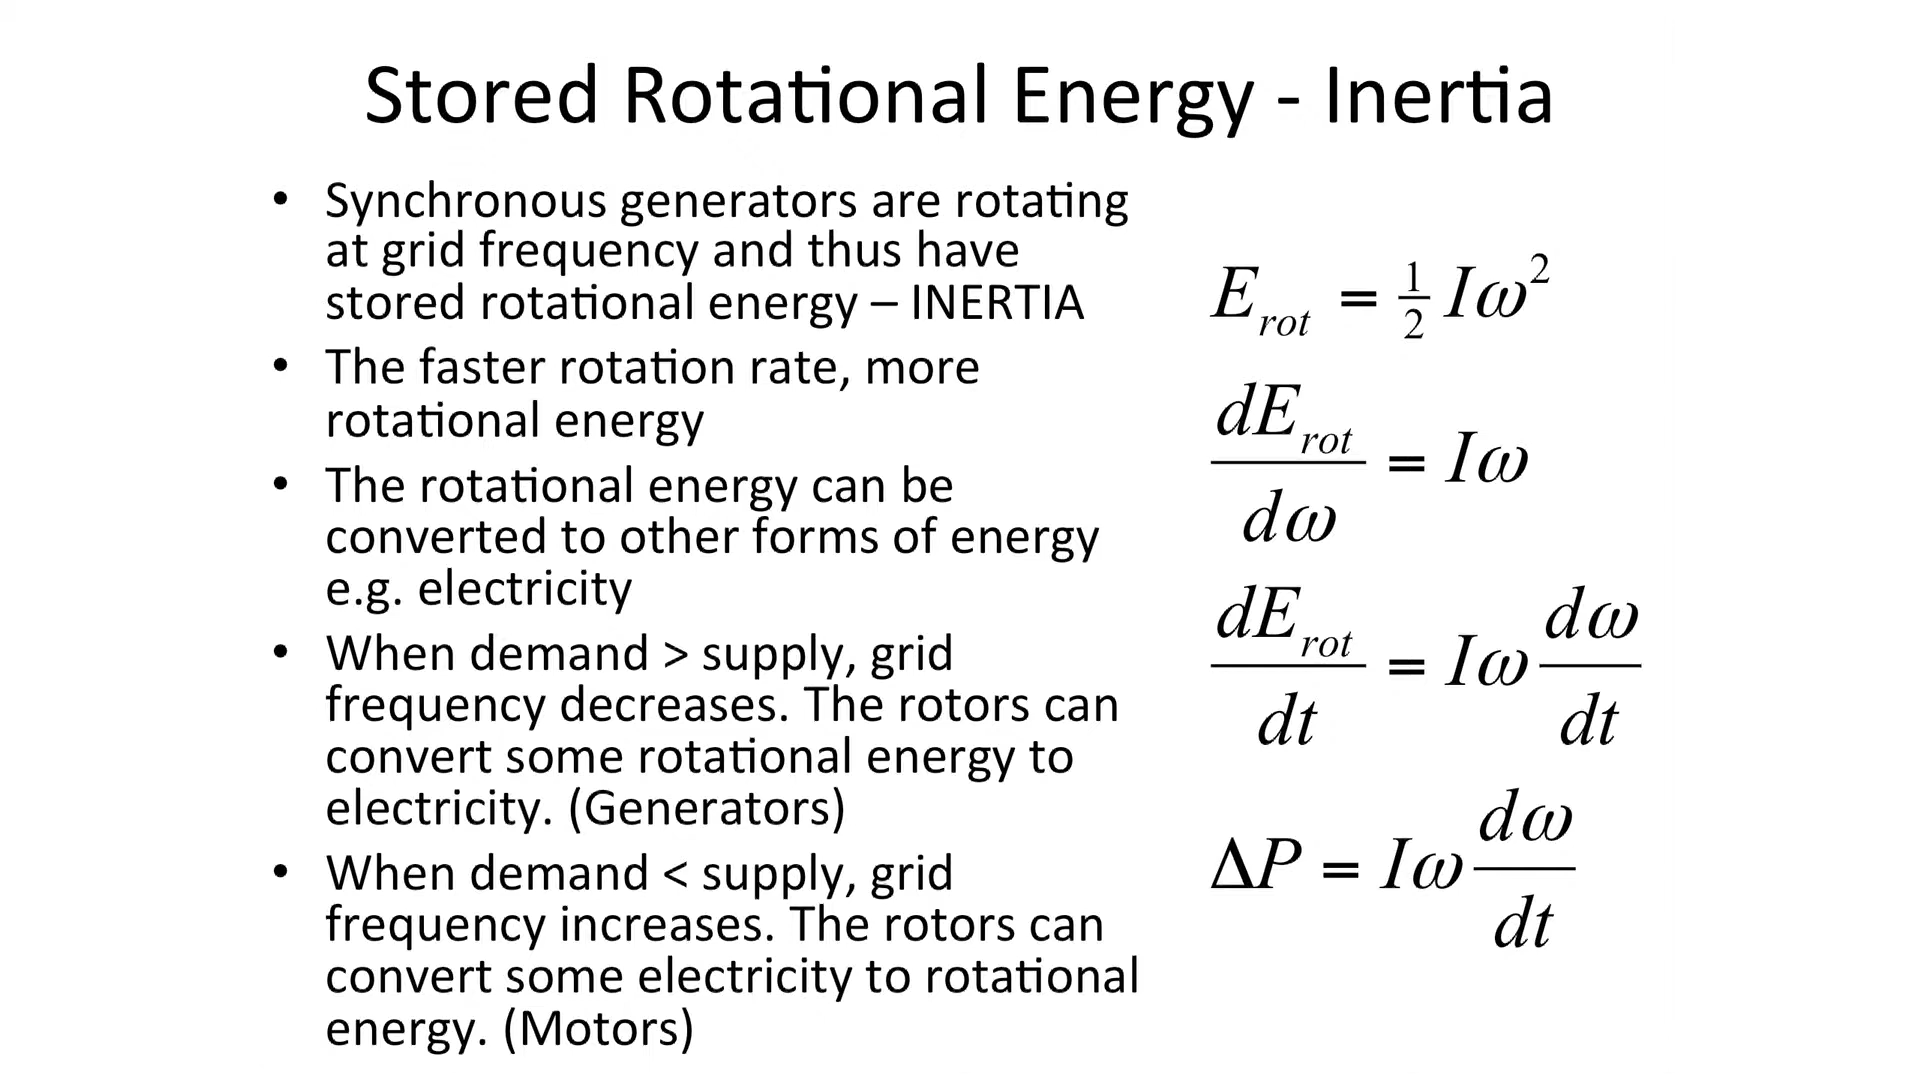 Stored Rotational Energy - Inertia
• Synchronous generators are rotating
at grid frequency and thus have
stored rotational energy – INERTIA
• The faster rotation rate, more
rotational energy
• The rotational energy can be
converted to other forms of energy
e.g. electricity
• When demand > supply, grid
frequency decreases. The rotors can
convert some rotational energy to
electricity. (Generators)
• When demand < supply, grid
frequency increases. The rotors can
convert some electricity to rotational
energy. (Motors)
E_rot = 1/2 Iω²
dE_rot/dω = Iω
dE_rot/dt = Iω dω/dt
ΔP = Iω dω/dt